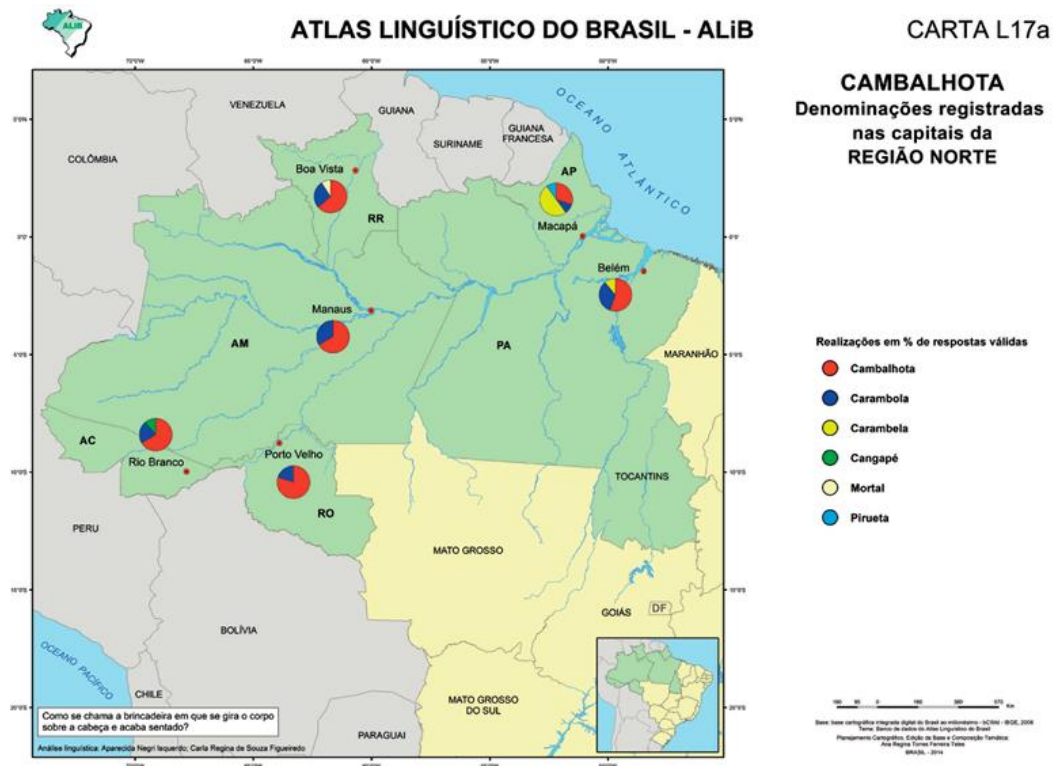 ALiB
ATLAS LINGUÍSTICO DO BRASIL - ALiB
CARTA L17a
CAMBALHOTA
Denominações registradas
nas capitais da
REGIÃO NORTE
VENEZUELA
GUIANA
SURINAME
GUIANA
FRANCESA
COLÔMBIA
OCEANO
ATLÂNTICO
Boa Vista
RR
AP
Macapá
Belém
Manaus
AM
PA
MARANHÃO
AC
Rio Branco
Porto Velho
RO
TOCANTINS
PERU
MATO GROSSO
GOIÁS
DF
BOLÍVIA
OCEANO PACÍFICO
CHILE
MATO GROSSO
DO SUL
PARAGUAI
Realizações em % de respostas válidas
Cambalhota
Carambola
Carambela
Cangapé
Mortal
Pirueta
Como se chama a brincadeira em que se gira o corpo
sobre a cabeça e acaba sentado?
Análise linguística: Aparecida Negri Isquerdo; Carla Regina de Souza Figueiredo
Km
BRASIL - 2014